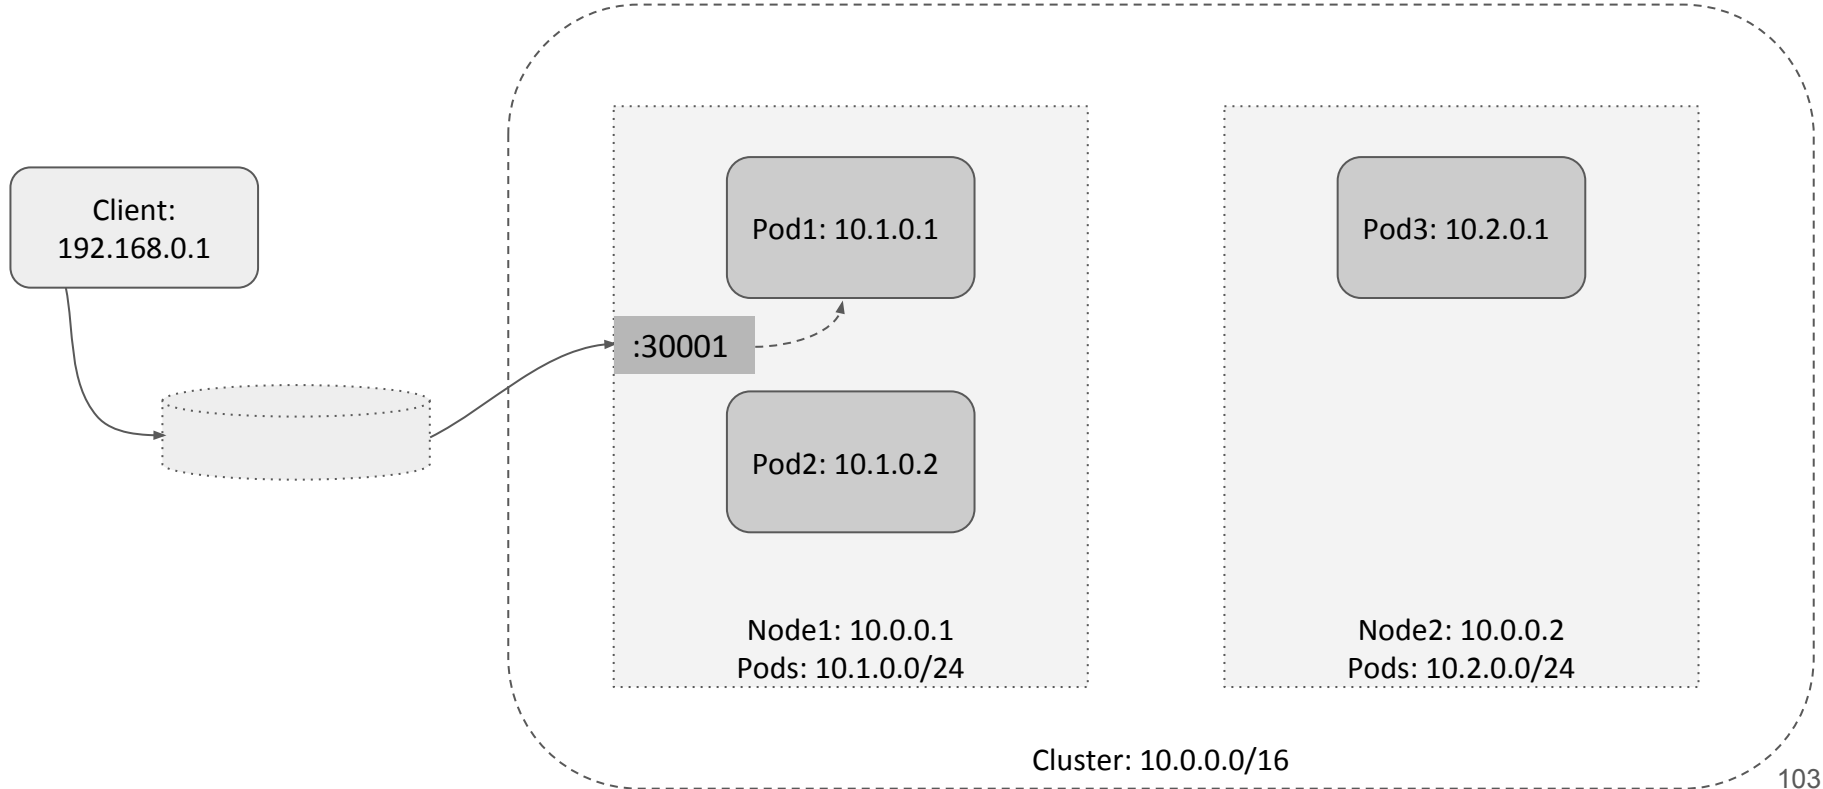 Client:
192.168.0.1
Pod1: 10.1.0.1
Pod3: 10.2.0.1
:30001
Pod2: 10.1.0.2
Node1: 10.0.0.1
Pods: 10.1.0.0/24
Node2: 10.0.0.2
Pods: 10.2.0.0/24
Cluster: 10.0.0.0/16
103